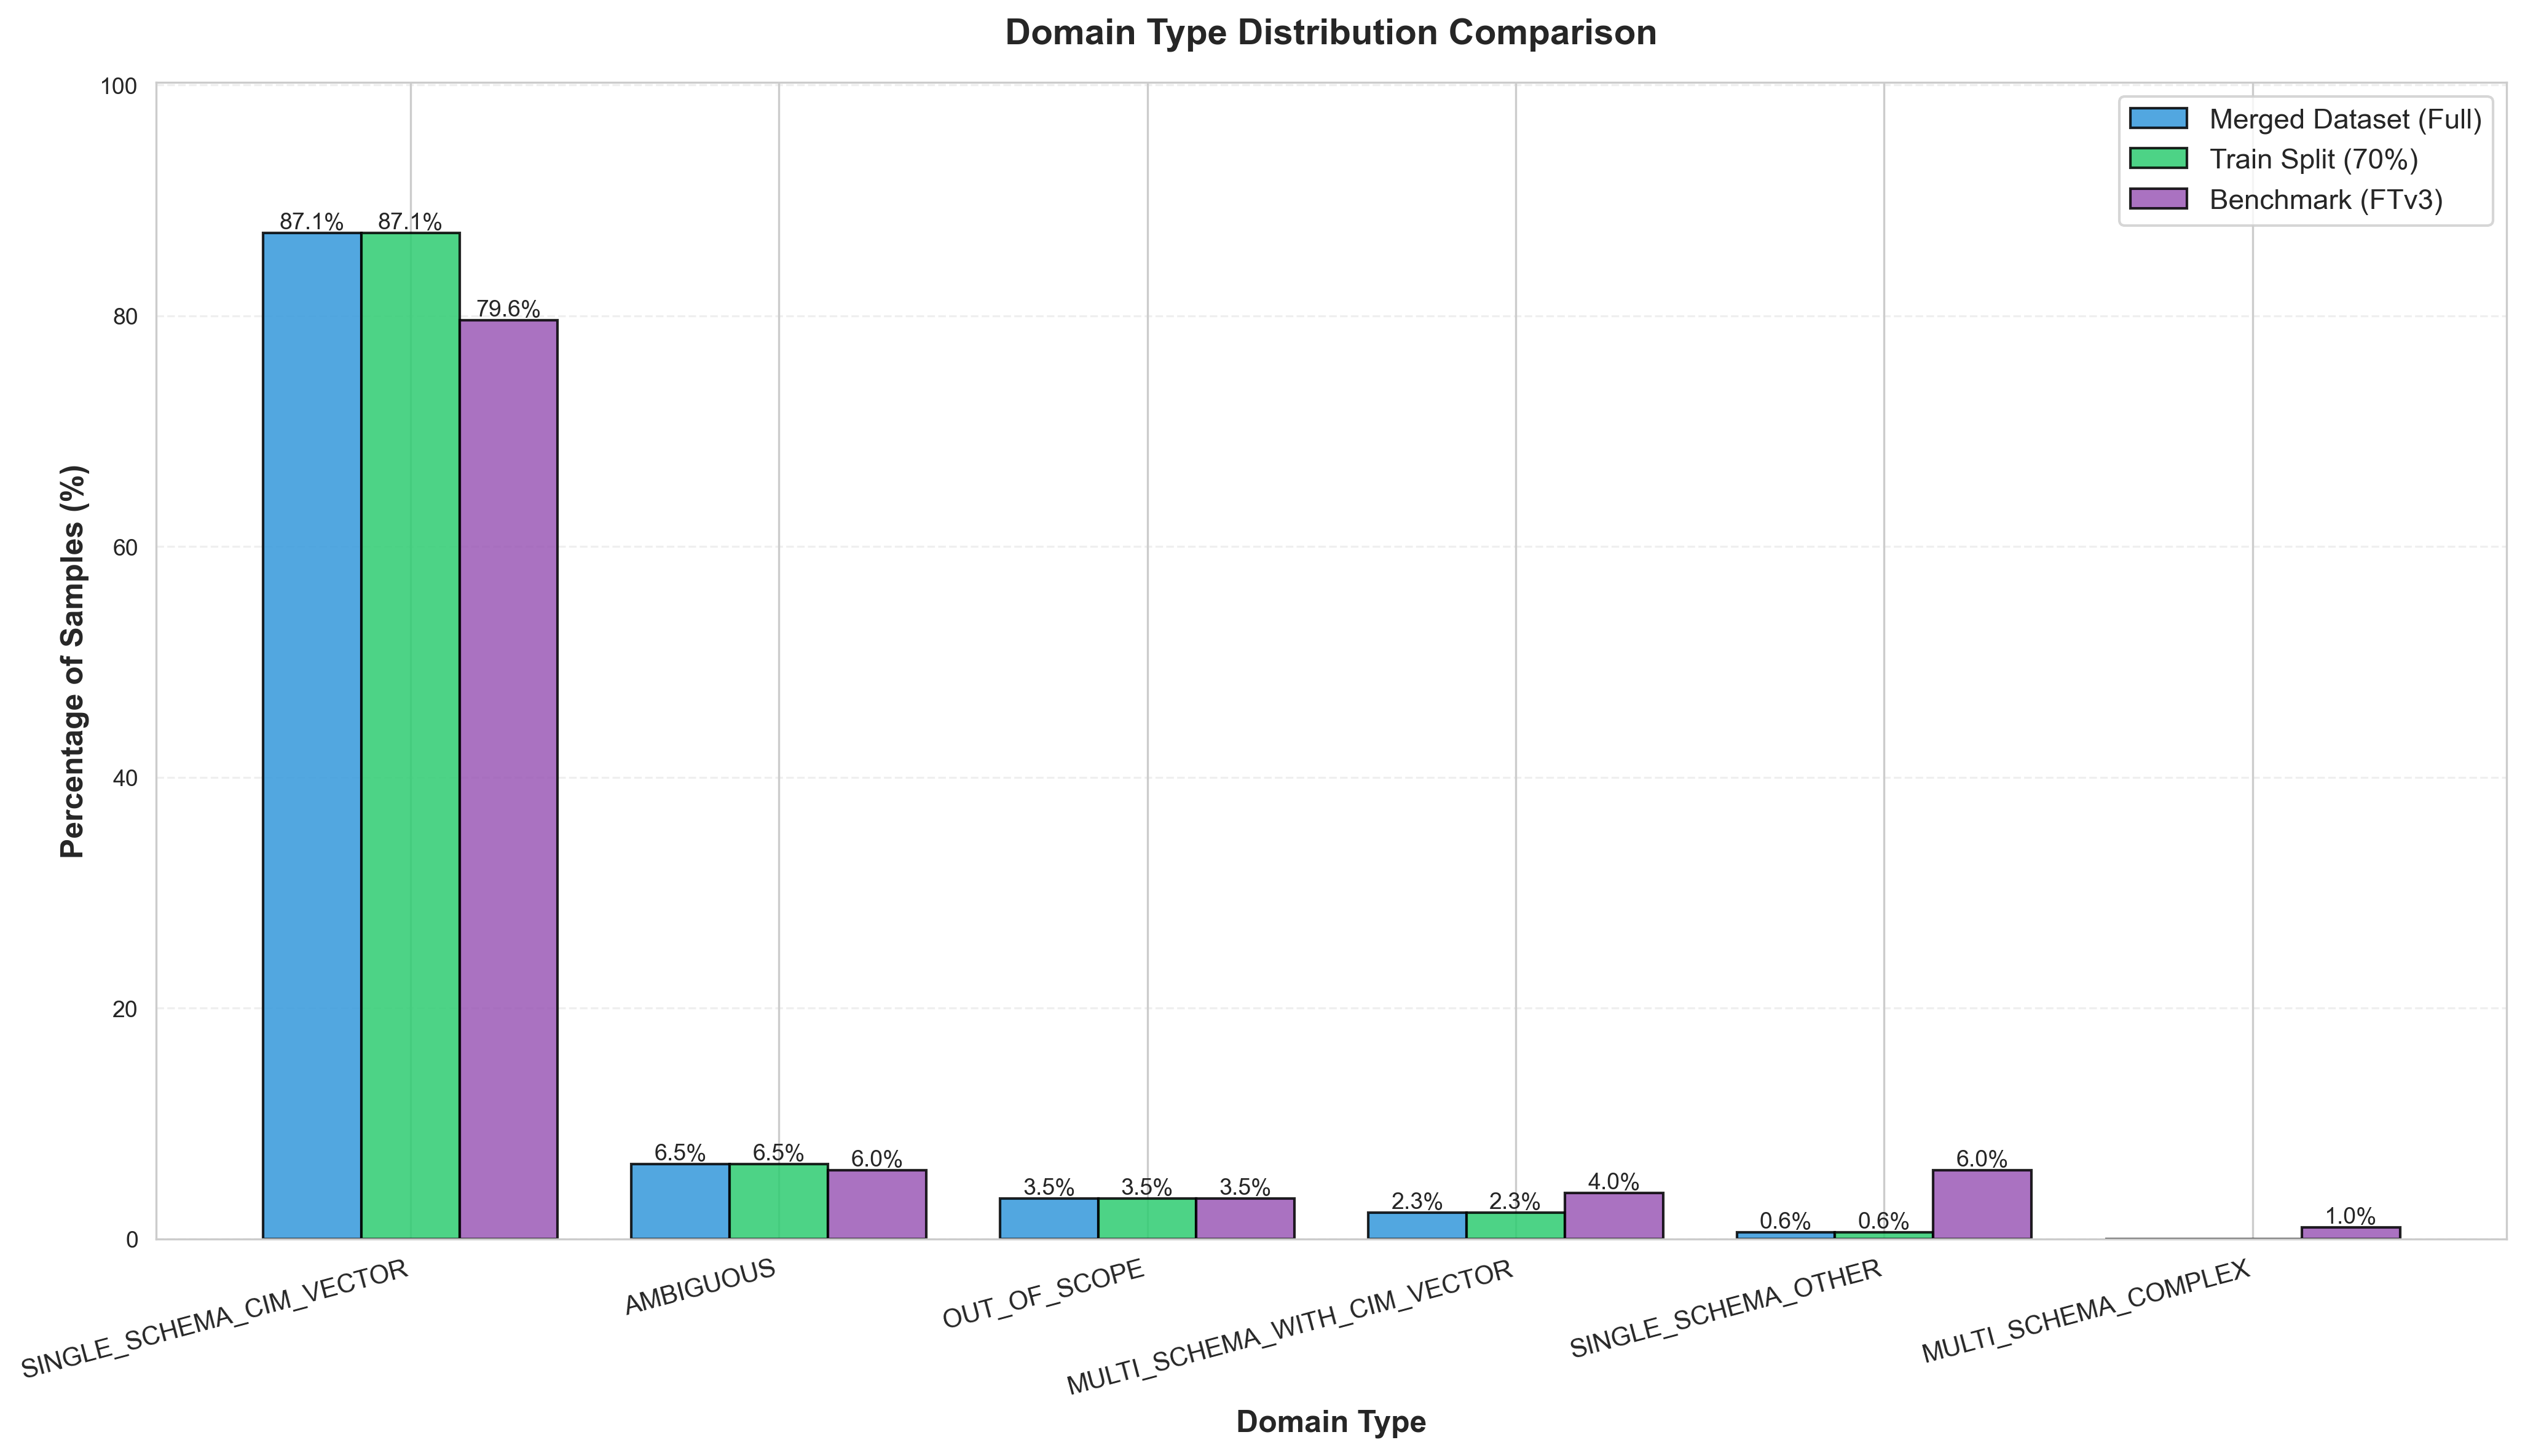 Domain Type Distribution Comparison
Percentage of Samples (%)
100
80
60
40
20
0
Merged Dataset (Full)
Train Split (70%)
Benchmark (FTv3)
87.1%
87.1%
79.6%
6.5%
6.5%
6.0%
3.5%
3.5%
3.5%
2.3%
2.3%
4.0%
0.6%
0.6%
6.0%
1.0%
SINGLE_SCHEMA_CIM_VECTOR
AMBIGUOUS
OUT_OF_SCOPE
MULTI_SCHEMA_WITH_CIM_VECTOR
SINGLE_SCHEMA_OTHER
MULTI_SCHEMA_COMPLEX
Domain Type